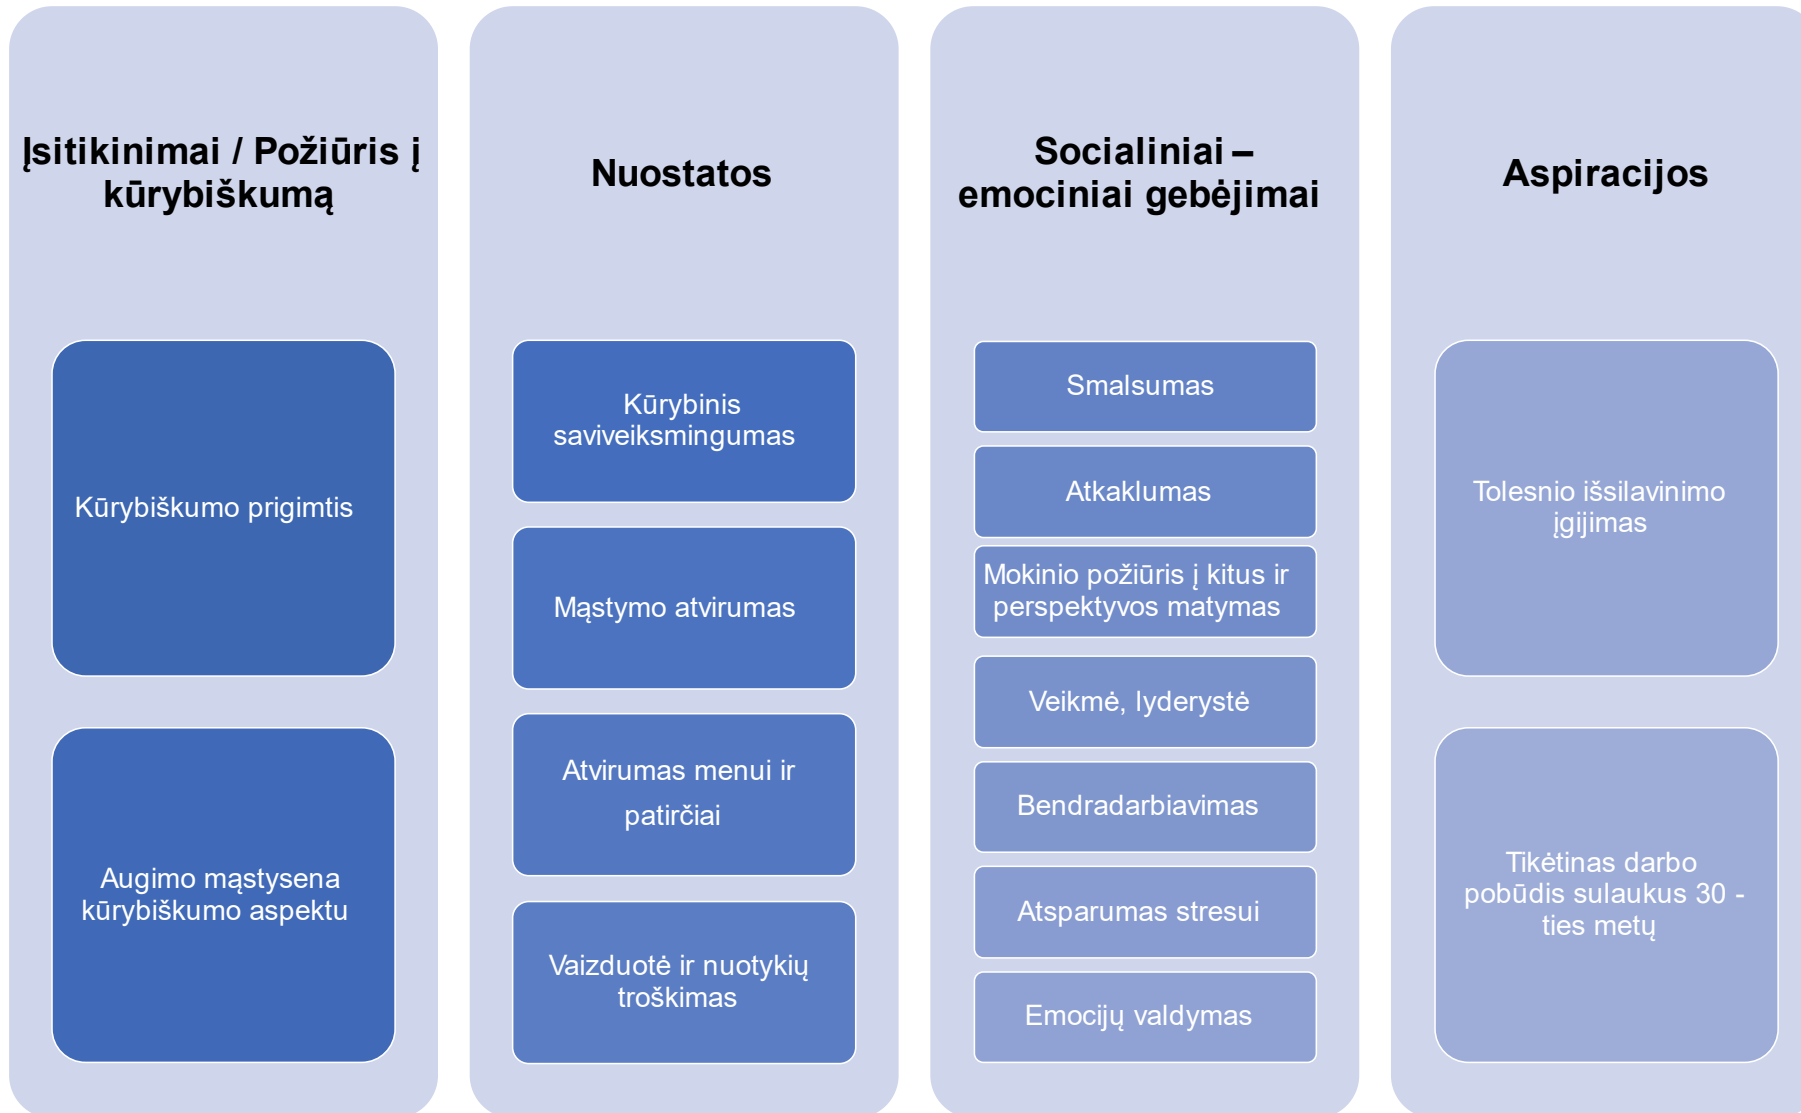 Įsitikinimai / Požiūris į
kūrybiškumą
Kūrybiškumo prigimtis
Augimo mąstysena
kūrybiškumo aspektu
Nuostatos
Kūrybinis
saviveiksmingumas
Mąstymo atvirumas
Atvirumas menui ir
patirčiai
Vaizduotė ir nuotykių
troškimas
Socialiniai –
emociniai gebėjimai
Smalsumas
Atkaklumas
Mokinio požiūris į kitus ir
perspektyvos matymas
Veikmė, lyderystė
Bendradarbiavimas
Atsparumas stresui
Emocijų valdymas
Aspiracijos
Tolesnio išsilavinimo
įgijimas
Tikėtinas darbo
pobūdis sulaukus 30 -
ties metų